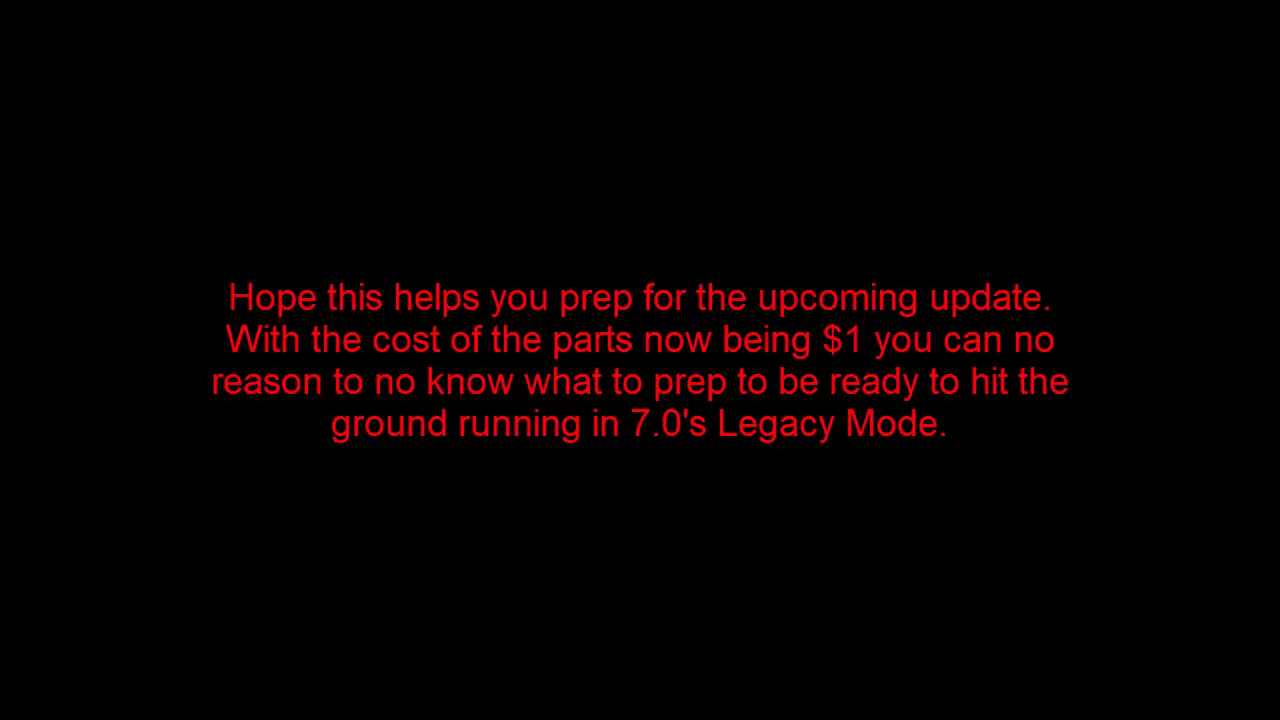 Hope this helps you prep for the upcoming update.
With the cost of the parts now being $1 you can no
reason to no know what to prep to be ready to hit the
ground running in 7.0's Legacy Mode.